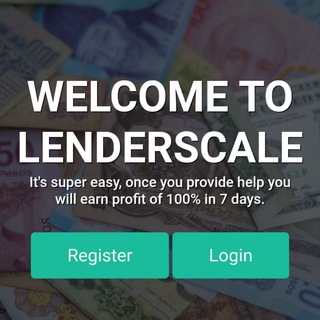 WELCOME TO
LENDERSCALE
It's super easy, once you provide help you
will earn profit of 100% in 7 days.
Register
Login